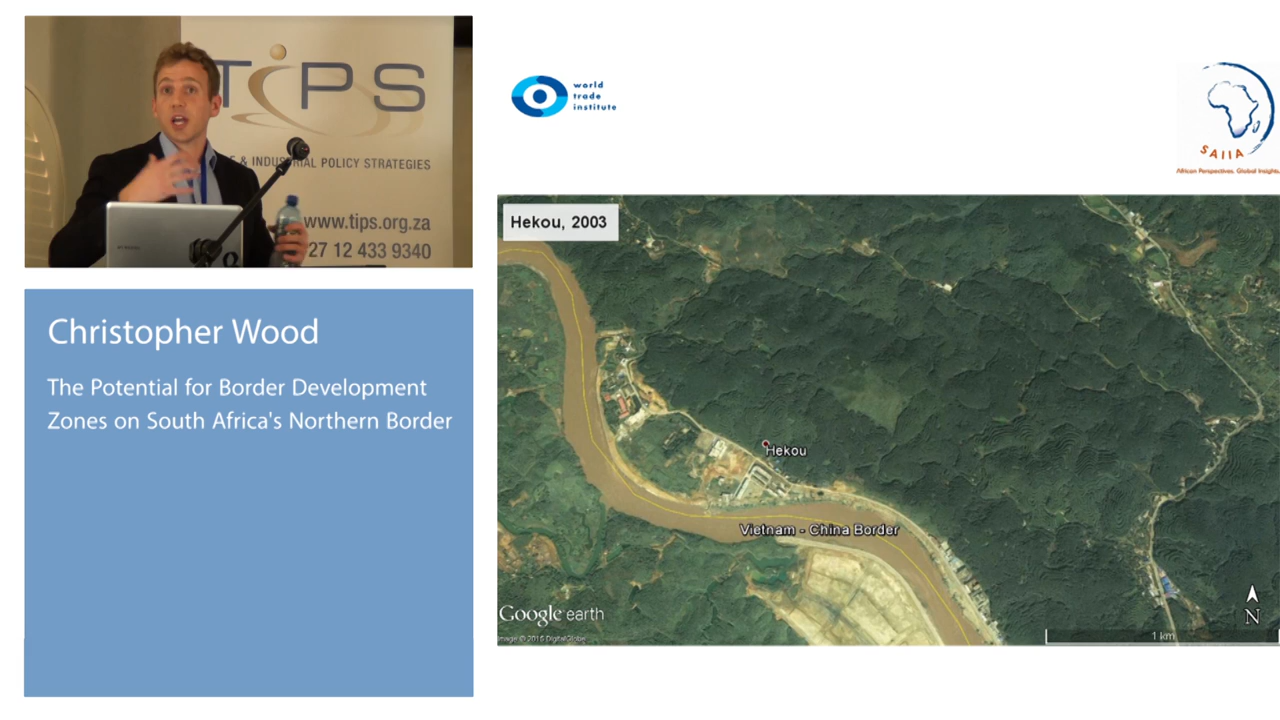 TiPS
E & INDUSTRIAL POLICY STRATEGIES
www.tips.org.za
27 12 433 9340
Christopher Wood
The Potential for Border Development
Zones on South Africa's Northern Border
world
trade
institute
SAIIA
African Perspectives. Global Insights.
Hekou, 2003
Hekou
Vietnam - China Border
Google earth
Image © 2015 DigitalGlobe
N
1 km